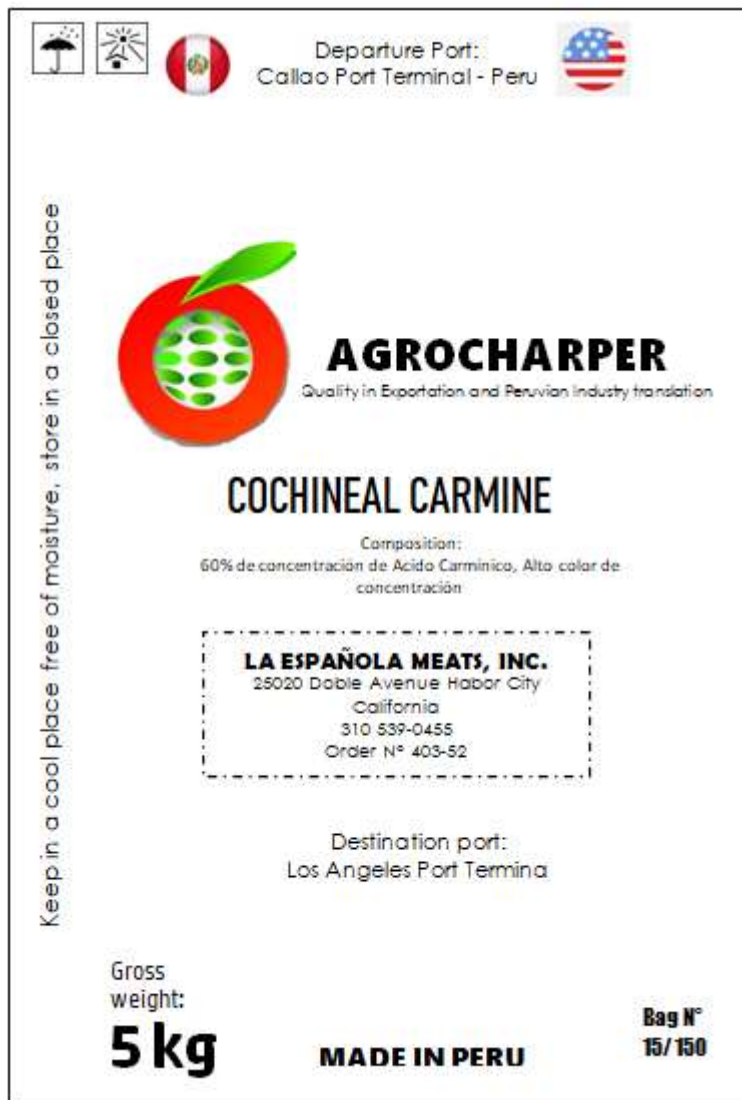 Departure Port:
Callao Port Terminal - Peru
Keep in a cool place free of moisture, store in a closed place
AGROCHARPER
Quality in Exportation and Peruvian Industry translation
COCHINEAL CARMINE
Composition:
60% de concentración de Acido Carmínico, Alto color de
concentración
LA ESPAÑOLA MEATS, INC.
25020 Doble Avenue Habor City
California
310 539-0455
Order N° 403-52
Destination port:
Los Angeles Port Termina
Gross
weight:
5 kg
MADE IN PERU
Bag N°
15/150